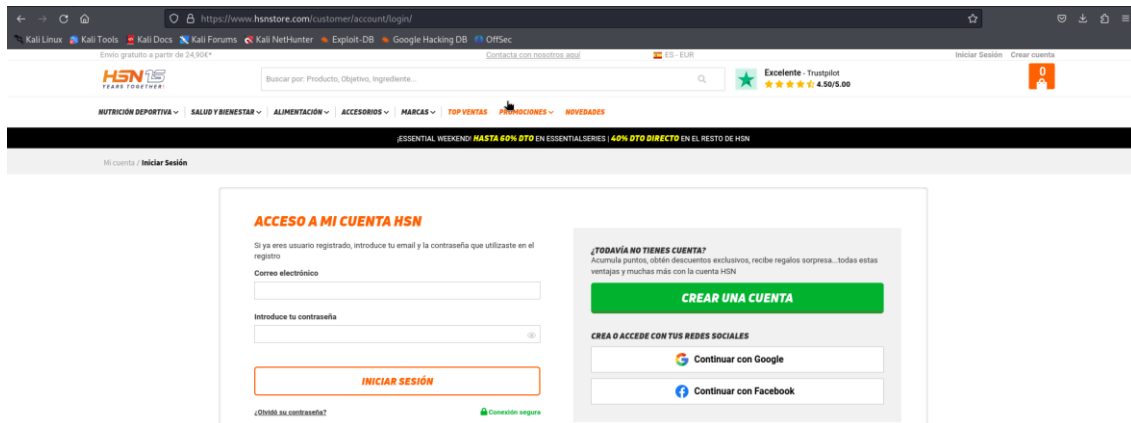 https://www.hsnstore.com/customer/account/login/
Kali Linux Kali Tools Kali Docs Kali Forums Kali NetHunter Exploit-DB Google Hacking DB OffSec
Envío gratuito a partir de 24,90€* Contacta con nosotros aquí ES - EUR Iniciar Sesión Crear cuenta
HSN 15
YEARS TOGETHER!
Buscar por: Producto, Objetivo, Ingrediente...
Excelente - Trustpilot
4.50/5.00
0
NUTRICIÓN DEPORTIVA SALUD Y BIENESTAR ALIMENTACIÓN ACCESORIOS MARCAS TOP VENTAS PROMOCIONES NOVEDADES
¡ESSENTIAL WEEKEND! HASTA 60% DTO EN ESSENTIALSERIES | 40% DTO DIRECTO EN EL RESTO DE HSN
Mi cuenta / Iniciar Sesión
ACCESO A MI CUENTA HSN
Si ya eres usuario registrado, introduce tu email y la contraseña que utilizaste en el
registro
Correo electrónico
Introduce tu contraseña
INICIAR SESIÓN
¿Olvidó su contraseña? Conexión segura
¿TODAVÍA NO TIENES CUENTA?
Acumula puntos, obtén descuentos exclusivos, recibe regalos sorpresa...todas estas
ventajas y muchas más con la cuenta HSN
CREAR UNA CUENTA
CREA O ACCEDE CON TUS REDES SOCIALES
Continuar con Google
Continuar con Facebook